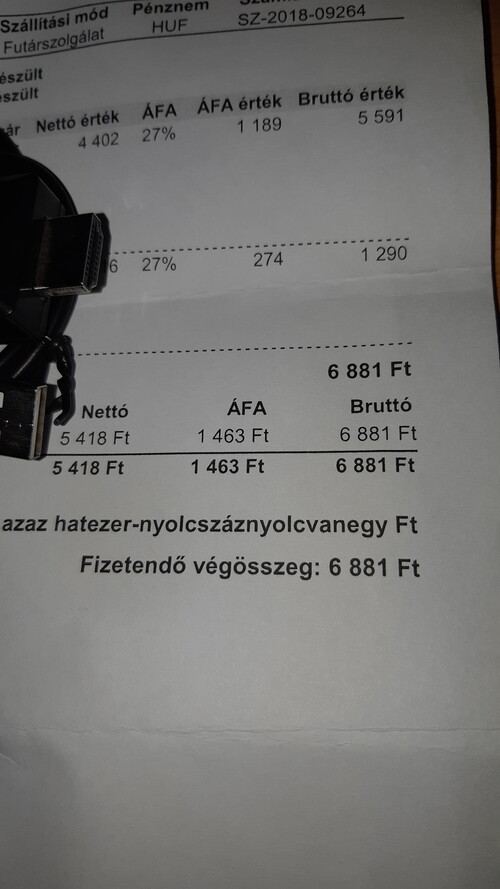 Szállítási mód Pénznem
Futárszolgálat HUF SZ-2018-09264
észült
észült
ár Nettó érték ÁFA ÁFA érték Bruttó érték
4 402 27% 1 189 5 591
6 27% 274 1 290
6 881 Ft
Nettó ÁFA Bruttó
5 418 Ft 1 463 Ft 6 881 Ft
5 418 Ft 1 463 Ft 6 881 Ft
azaz hatezer-nyolcszáznyolcvanegy Ft
Fizetendő végösszeg: 6 881 Ft